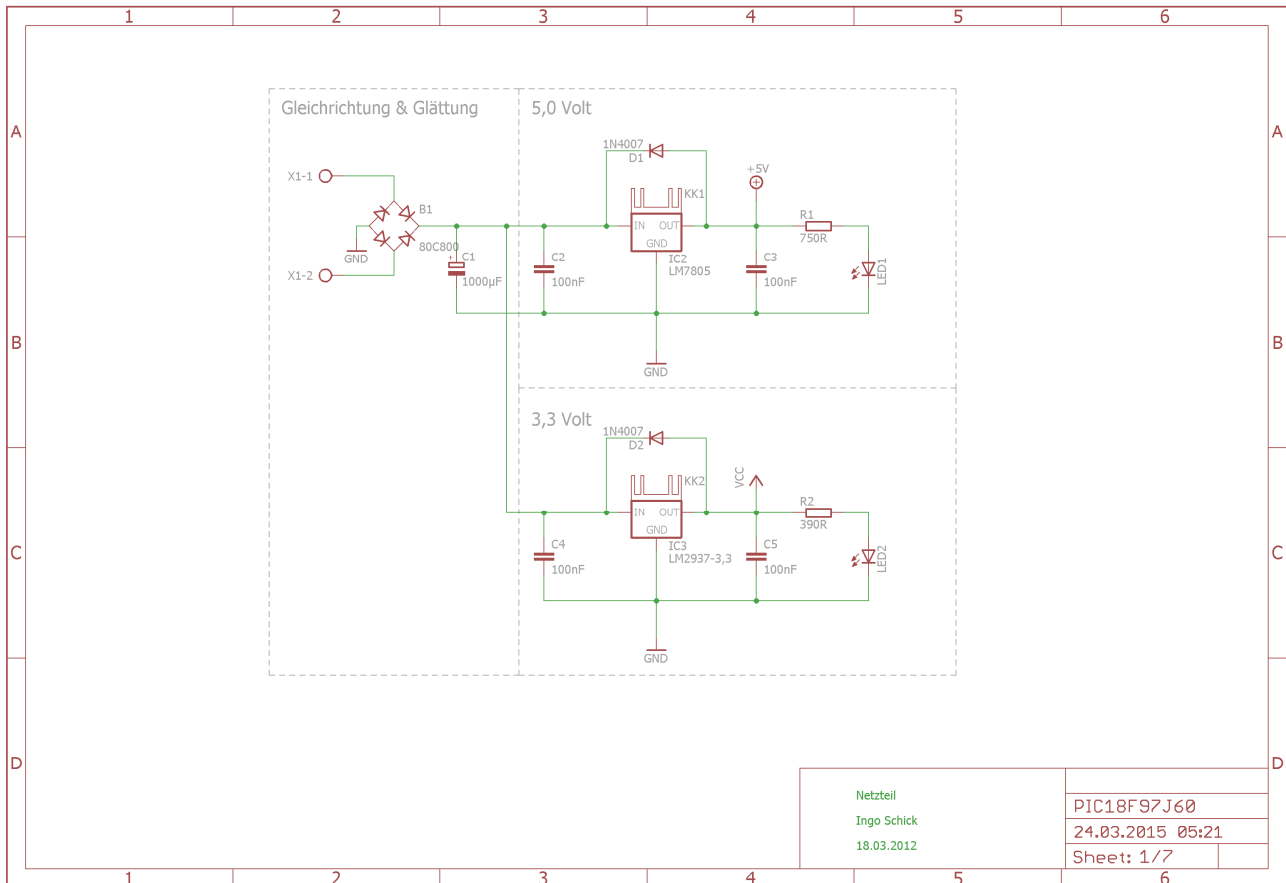 1 2 3 4 5 6
A A
Gleichrichtung & Glättung
5,0 Volt
1N4007
D1
+5V
X1-1
KK1
B1
R1
IN OUT
GND
750R
80C800
GND
C1
+
1000µF
C2
100nF
IC2
LM7805
C3
100nF
LED1
X1-2
B B
GND
3,3 Volt
1N4007
D2
KK2
VCC
R2
IN OUT
GND
390R
C C
C4
100nF
IC3
LM2937-3,3
C5
100nF
LED2
GND
D D
Netzteil
Ingo Schick
18.03.2012
PIC18F97J60
24.03.2015 05:21
Sheet: 1/7
1 2 3 4 5 6